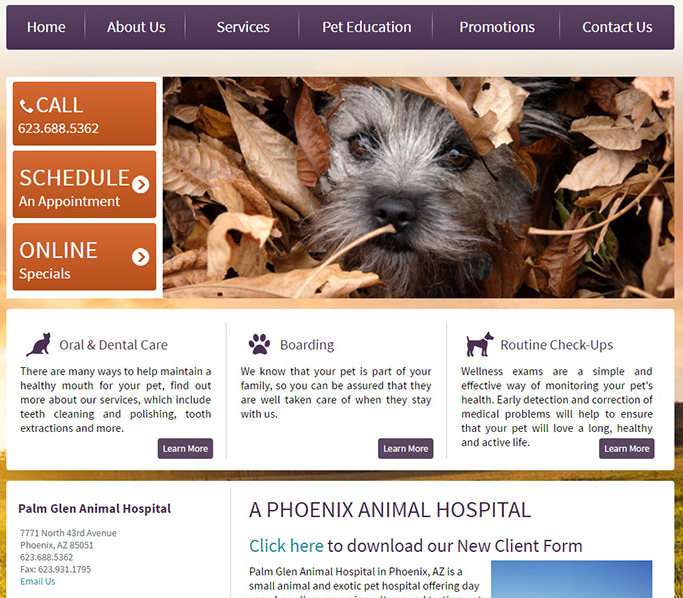 Home About Us Services Pet Education Promotions Contact Us
CALL
623.688.5362
SCHEDULE
An Appointment
ONLINE
Specials
Oral & Dental Care
There are many ways to help maintain a
healthy mouth for your pet, find out
more about our services, which include
teeth cleaning and polishing, tooth
extractions and more.
Learn More
Boarding
We know that your pet is part of your
family, so you can be assured that they
are well taken care of when they stay
with us.
Learn More
Routine Check-Ups
Wellness exams are a simple and
effective way of monitoring your pet's
health. Early detection and correction of
medical problems will help to ensure
that your pet will love a long, healthy
and active life.
Learn More
Palm Glen Animal Hospital
7771 North 43rd Avenue
Phoenix, AZ 85051
623.688.5362
Fax: 623.931.1795
Email Us
A PHOENIX ANIMAL HOSPITAL
Click here to download our New Client Form
Palm Glen Animal Hospital in Phoenix, AZ is a
small animal and exotic pet hospital offering day